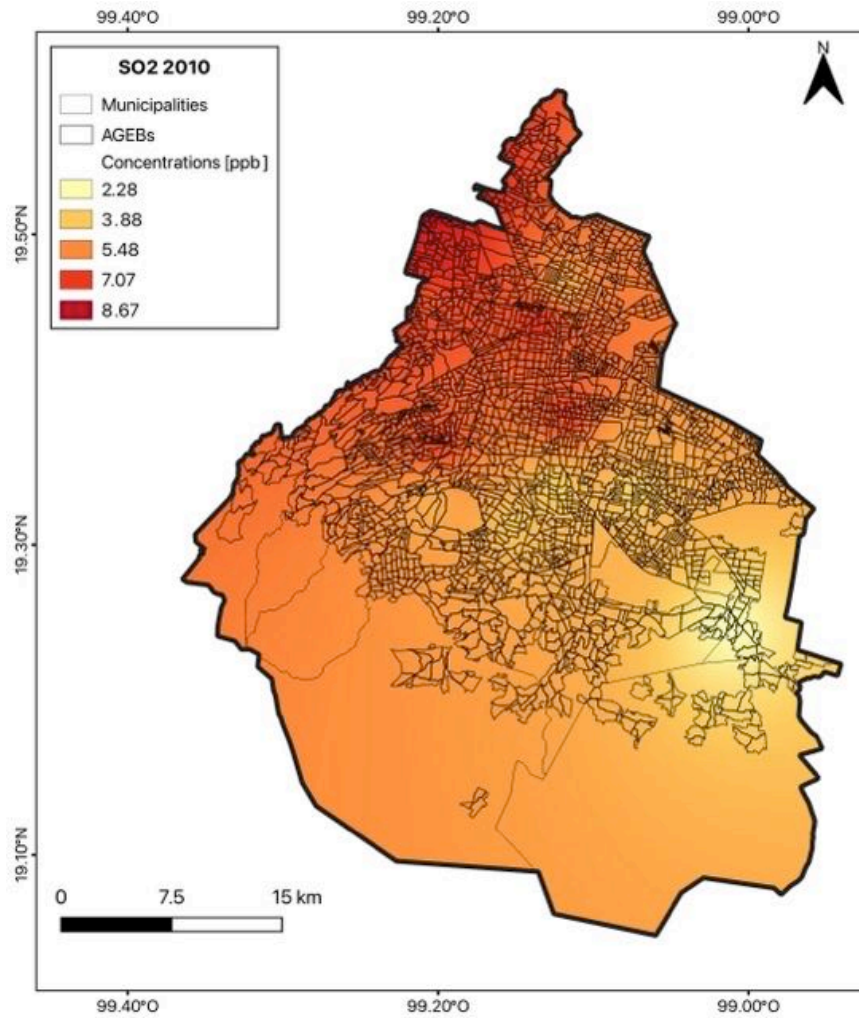 99.40°O 99.20°O 99.00°O
SO2 2010
Municipalities
AGEBs
Concentrations [ppb]
2.28
3.88
5.48
7.07
8.67
N
19.50°N
19.30°N
19.10°N
0 7.5 15 km
99.40°O 99.20°O 99.00°O